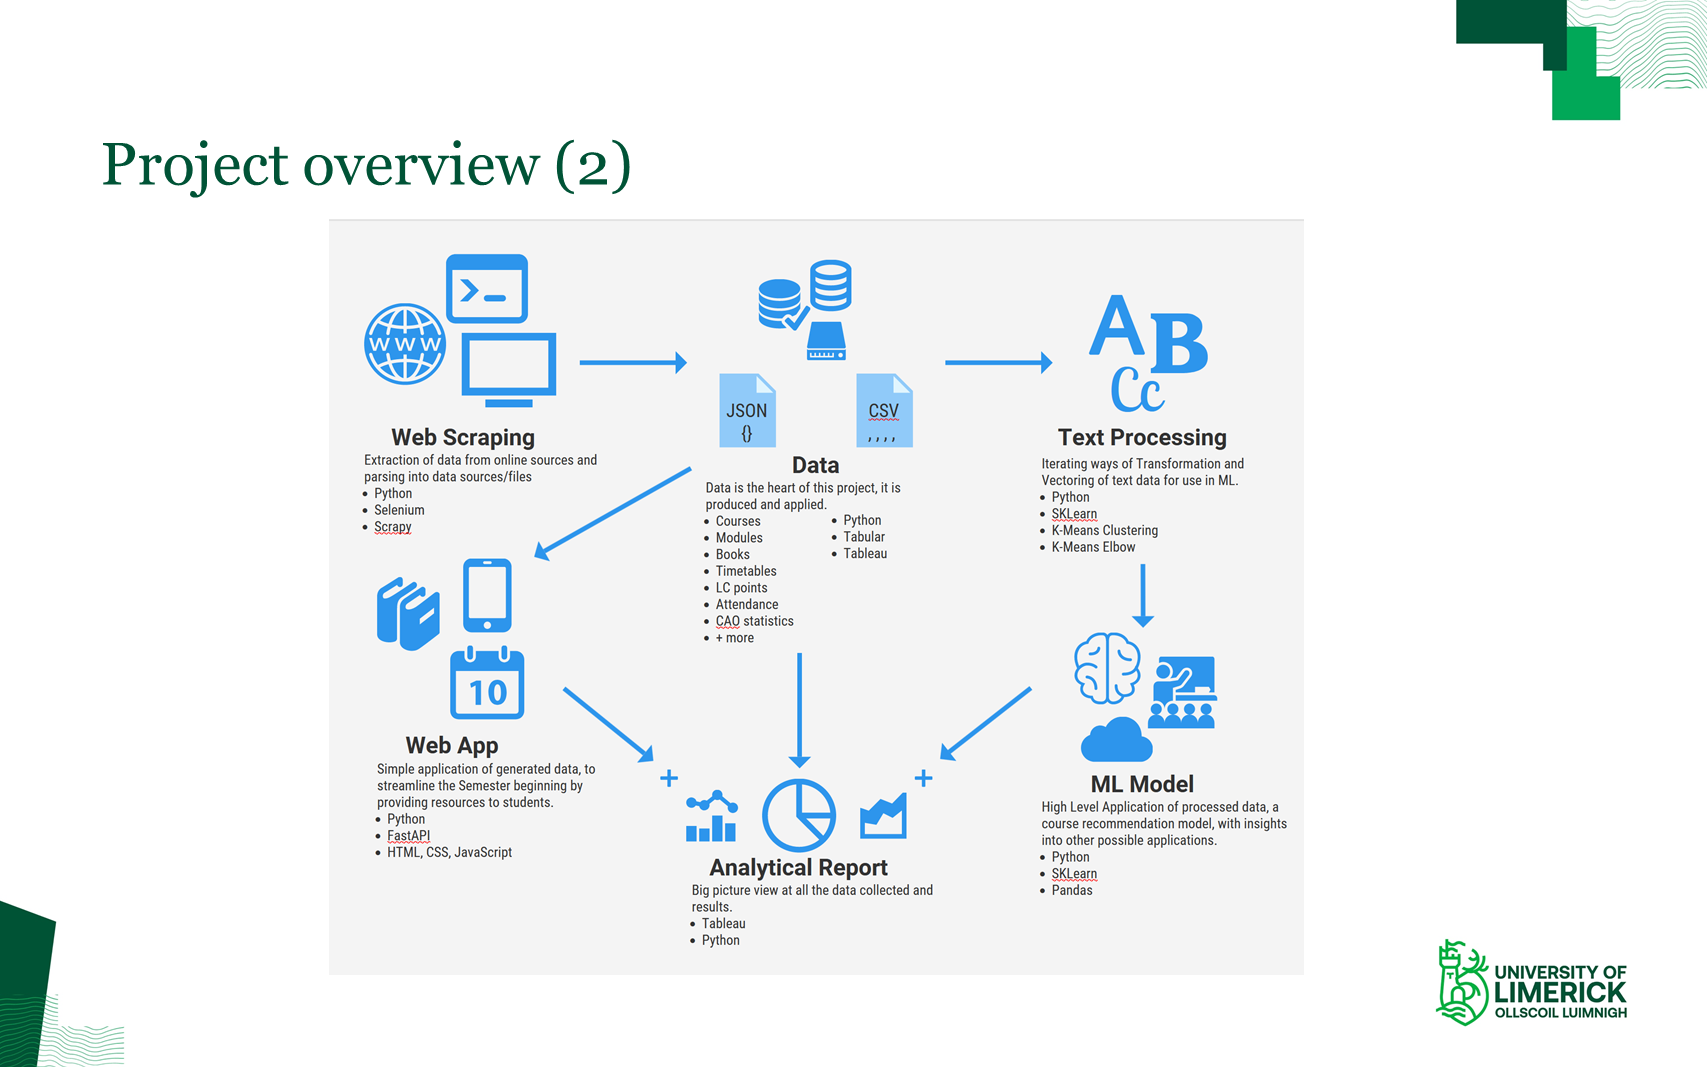 Project overview (2)
WWW
JSON
{}
CSV
, , , ,
A
B
Cc
Web Scraping
Extraction of data from online sources and
parsing into data sources/files
• Python
• Selenium
• Scrapy
Data
Data is the heart of this project, it is
produced and applied.
• Courses
• Modules
• Books
• Timetables
• LC points
• Attendance
• CAO statistics
• + more
• Python
• Tabular
• Tableau
Text Processing
Iterating ways of Transformation and
Vectoring of text data for use in ML.
• Python
• SKLearn
• K-Means Clustering
• K-Means Elbow
10
Web App
Simple application of generated data, to
streamline the Semester beginning by
providing resources to students.
• Python
• FastAPI
• HTML, CSS, JavaScript
+
+
Analytical Report
Big picture view at all the data collected and
results.
• Tableau
• Python
ML Model
High Level Application of processed data, a
course recommendation model, with insights
into other possible applications.
• Python
• SKLearn
• Pandas
UNIVERSITY OF
LIMERICK
OLLSCOIL LUIMNIGH